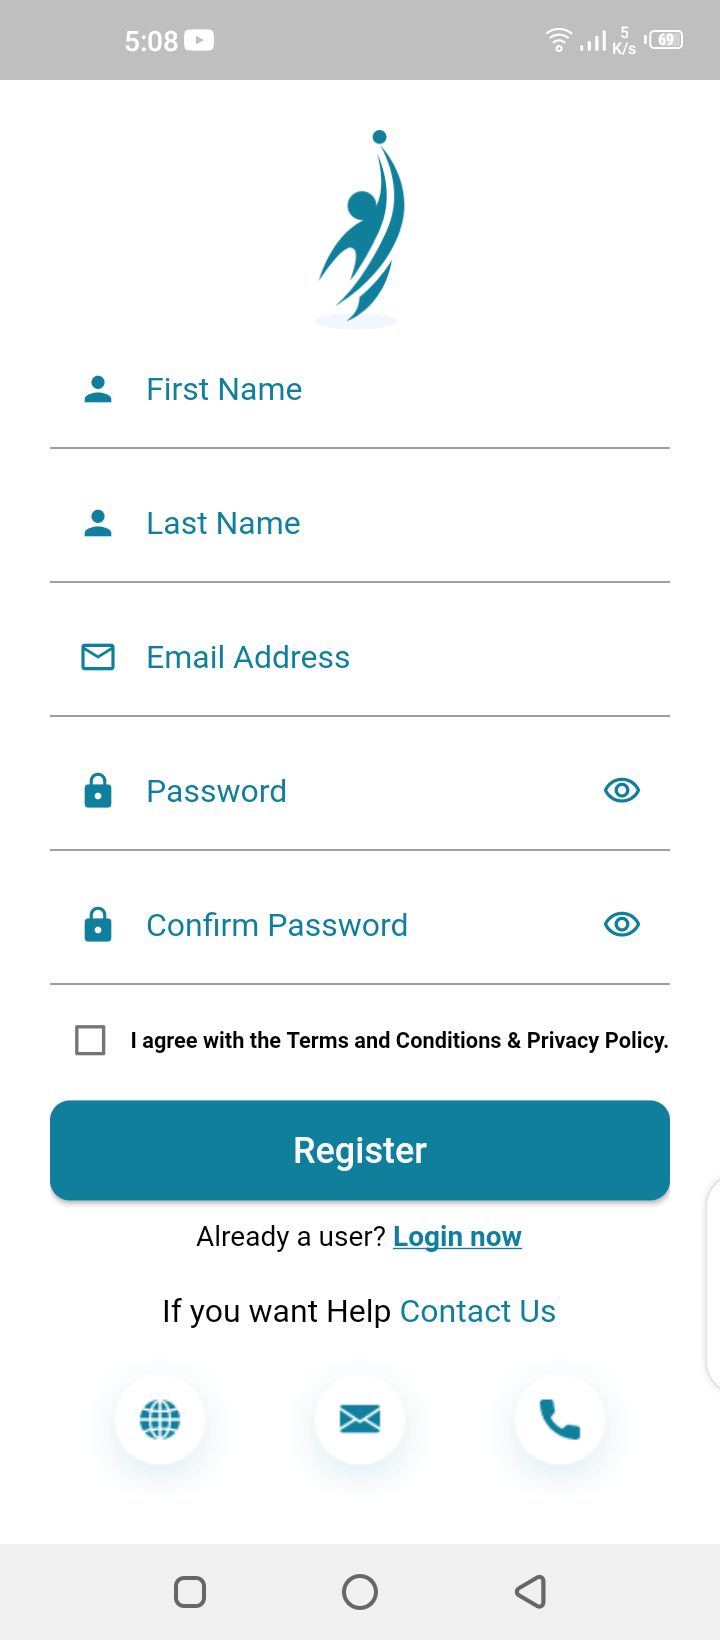 5:08
5
K/s
69
First Name
Last Name
Email Address
Password
Confirm Password
I agree with the Terms and Conditions & Privacy Policy.
Register
Already a user? Login now
If you want Help Contact Us